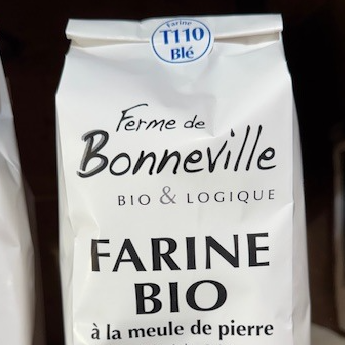 Farine
T110
Blé
Ferme de
Bonneville
BIO & LOGIQUE
FARINE
BIO
à la meule de pierre